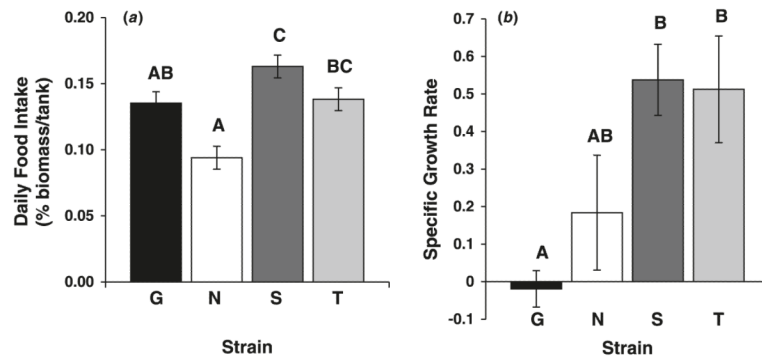 (a)
Daily Food Intake
(% biomass/tank)
0.20
0.15
0.10
0.05
0.00
AB
A
C
BC
G N S T
Strain
(b)
Specific Growth Rate
0.7
0.6
0.5
0.4
0.3
0.2
0.1
0
-0.1
A
AB
B
B
G N S T
Strain